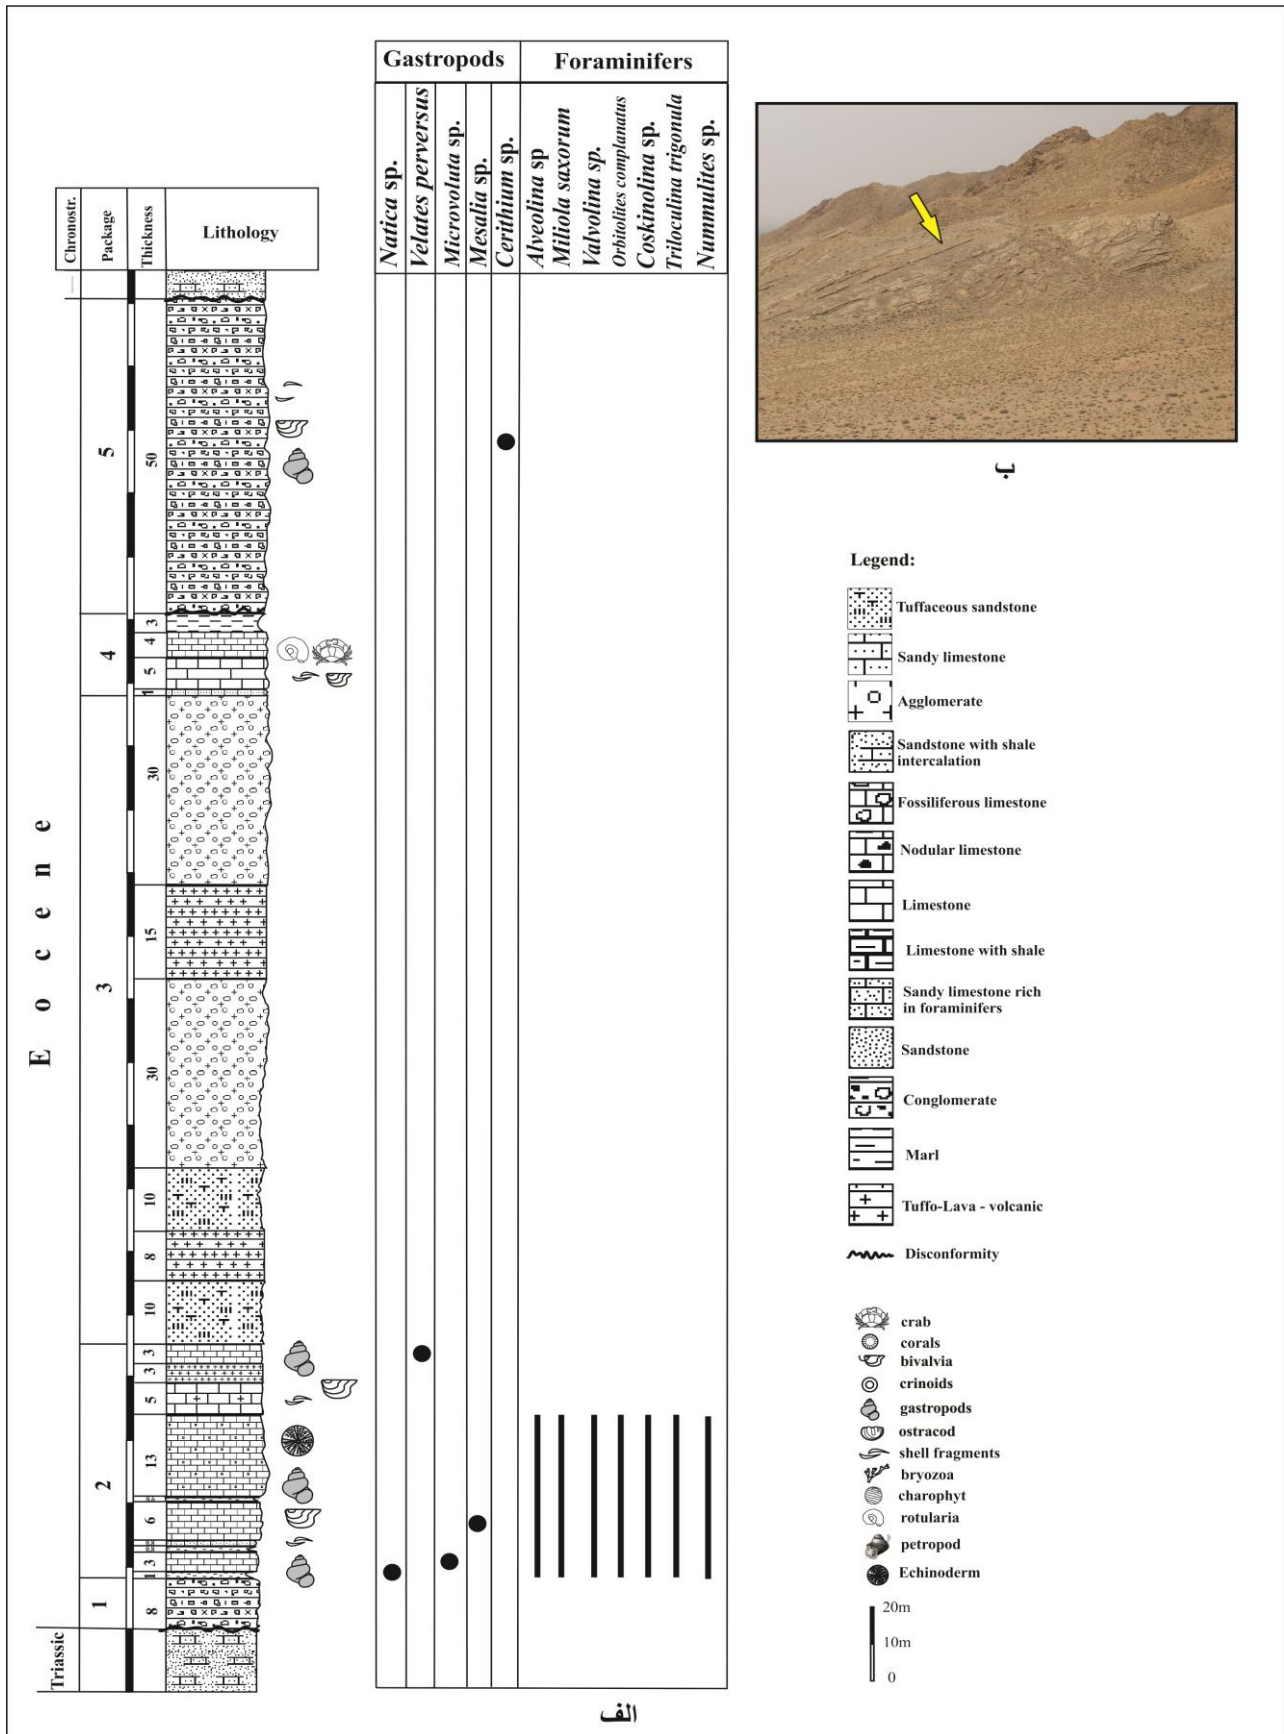 Gastropods
Foraminifers
Natica sp.
Velates perversus
Microvoluta sp.
Mesalia sp.
Cerithium sp.
Alveolina sp
Miliola saxorum
Valvolina sp.
Orbitolites complanatus
Coskinolina sp.
Triloculina trigonula
Nummulites sp.
Chronostr.
Package
Thickness
Lithology
5
50
4
3
4
5
1
3
30
15
30
10
8
10
2
3
3
5
13
0.6
6
3
1
1
8
Eocene
Triassic
الف
ب
Legend:
Tuffaceous sandstone
Sandy limestone
Agglomerate
Sandstone with shale
intercalation
Fossiliferous limestone
Nodular limestone
Limestone
Limestone with shale
Sandy limestone rich
in foraminifers
Sandstone
Conglomerate
Marl
Tuffo-Lava - volcanic
Disconformity
crab
corals
bivalvia
crinoids
gastropods
ostracod
shell fragments
bryozoa
charophyt
rotularia
petropod
Echinoderm
20m
10m
0